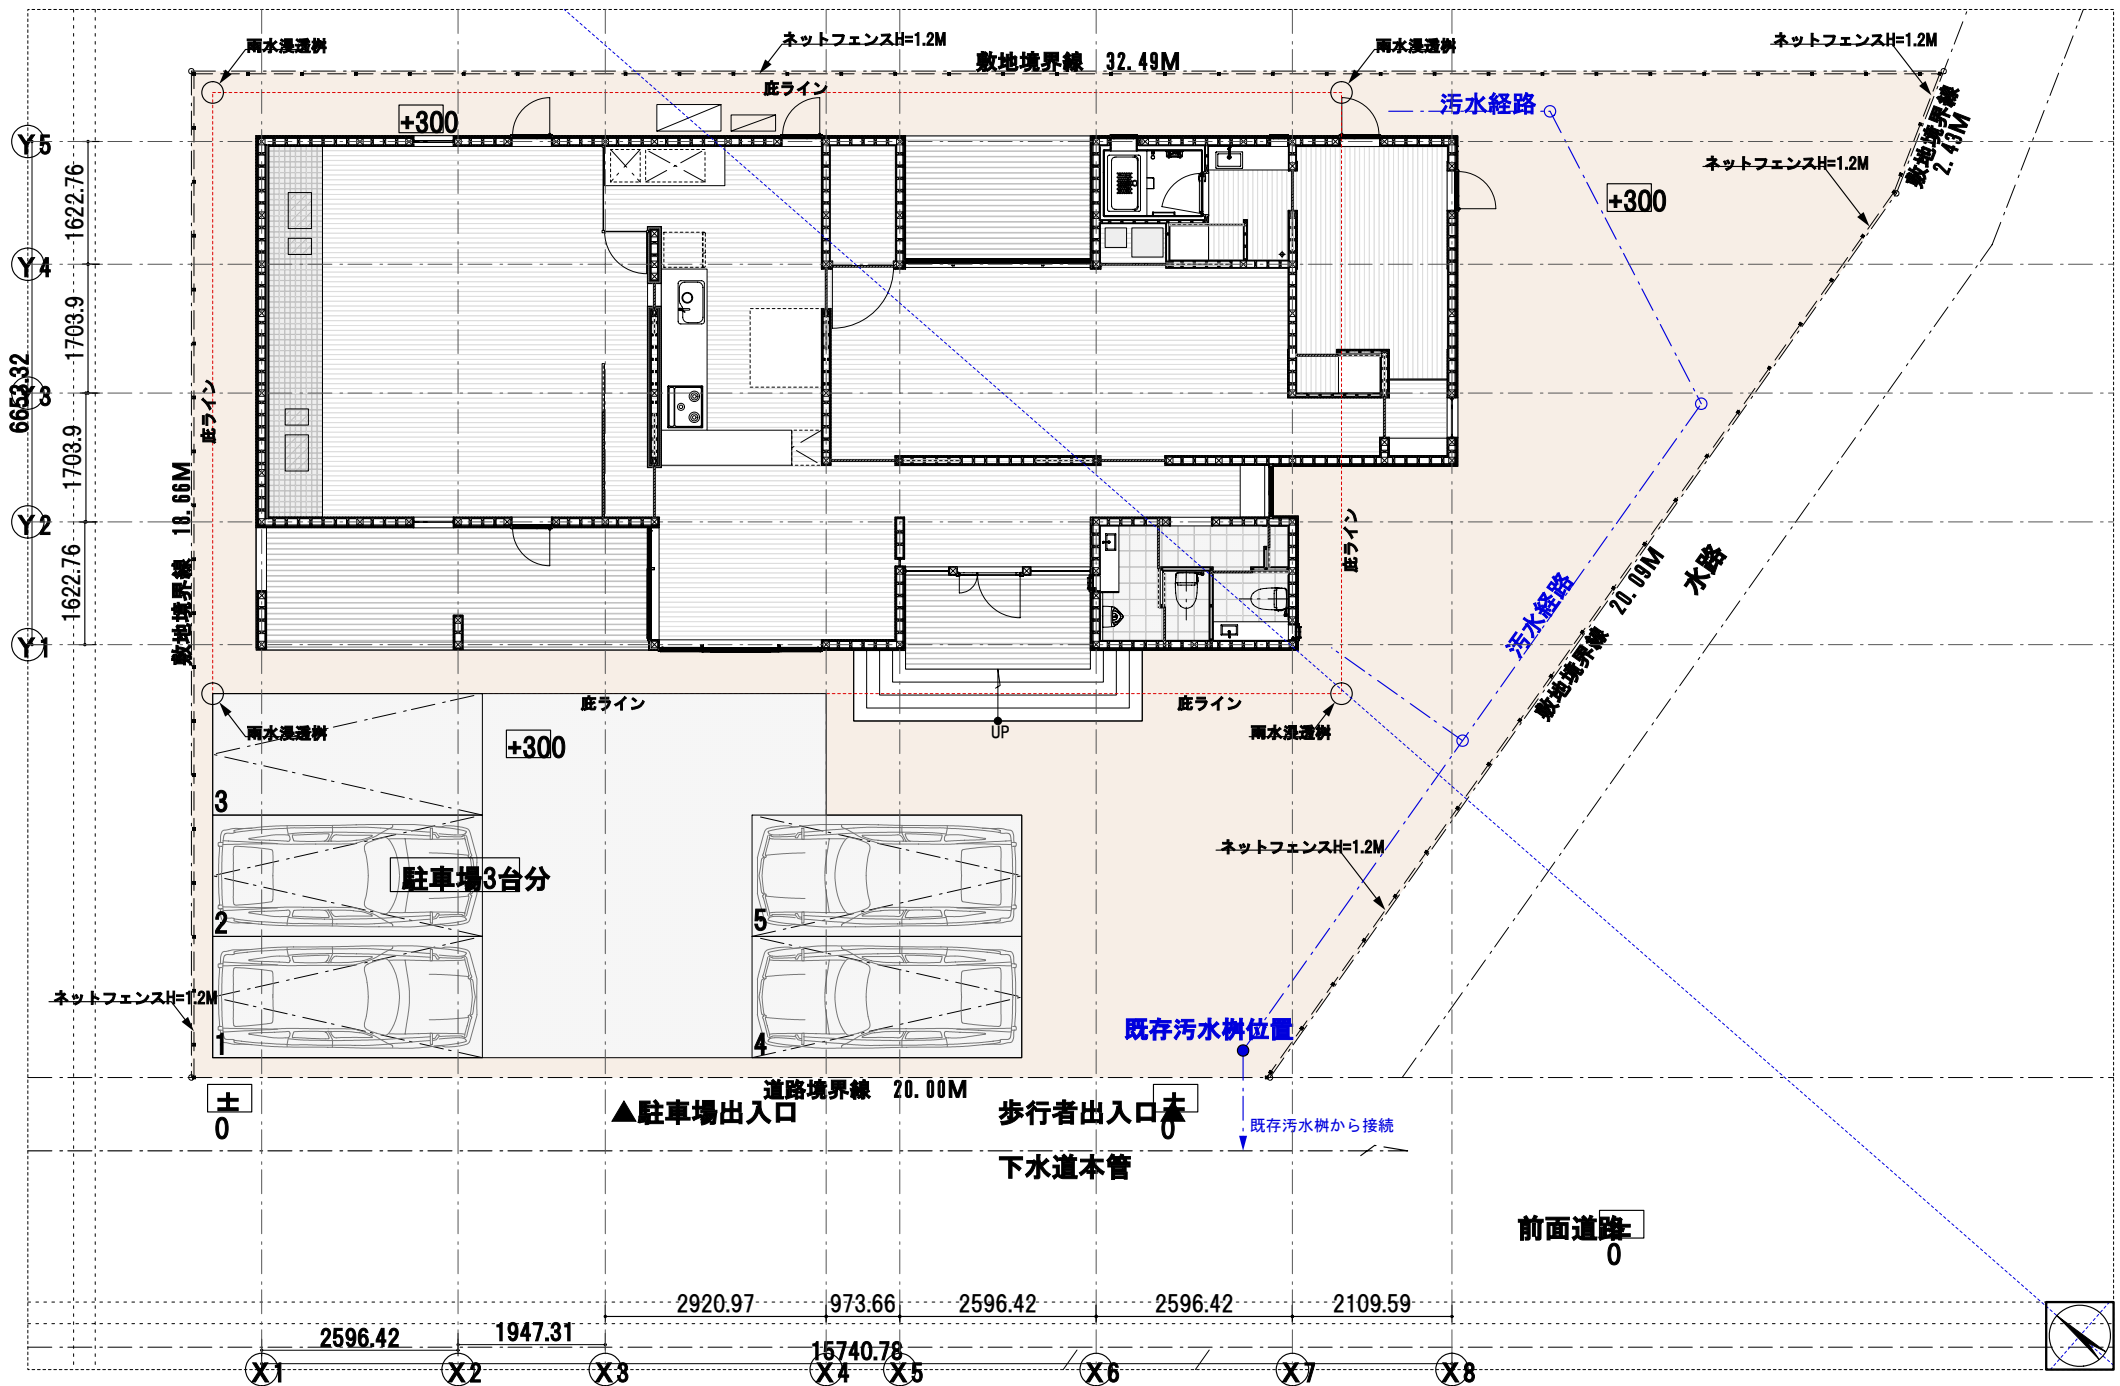 雨水浸透桝
ネットフェンスH=1.2M
敷地境界線 32.49M
雨水浸透桝
ネットフェンスH=1.2M
庇ライン
汚水経路
+300
敷地境界線
2.43M
ネットフェンスH=1.2M
+300
Y5
1622.76
Y4
1703.9
6653.32
Y3
庇ライン
1703.9
敷地境界線 18.66M
Y2
1622.76
Y1
庇ライン
水路
汚水経路
敷地境界線 20.09M
庇ライン
庇ライン
雨水浸透桝
+300
UP
雨水浸透桝
3
駐車場3台分
2
5
ネットフェンスH=1.2M
ネットフェンスH=1.2M
1
4
既存汚水桝位置
道路境界線 20.00M
±
0
▲駐車場出入口
歩行者出入口▲
±
0
既存汚水桝から接続
下水道本管
前面道路
±
0
2920.97
973.66
2596.42
2596.42
2109.59
2596.42
1947.31
15740.78
X1
X2
X3
X4
X5
X6
X7
X8